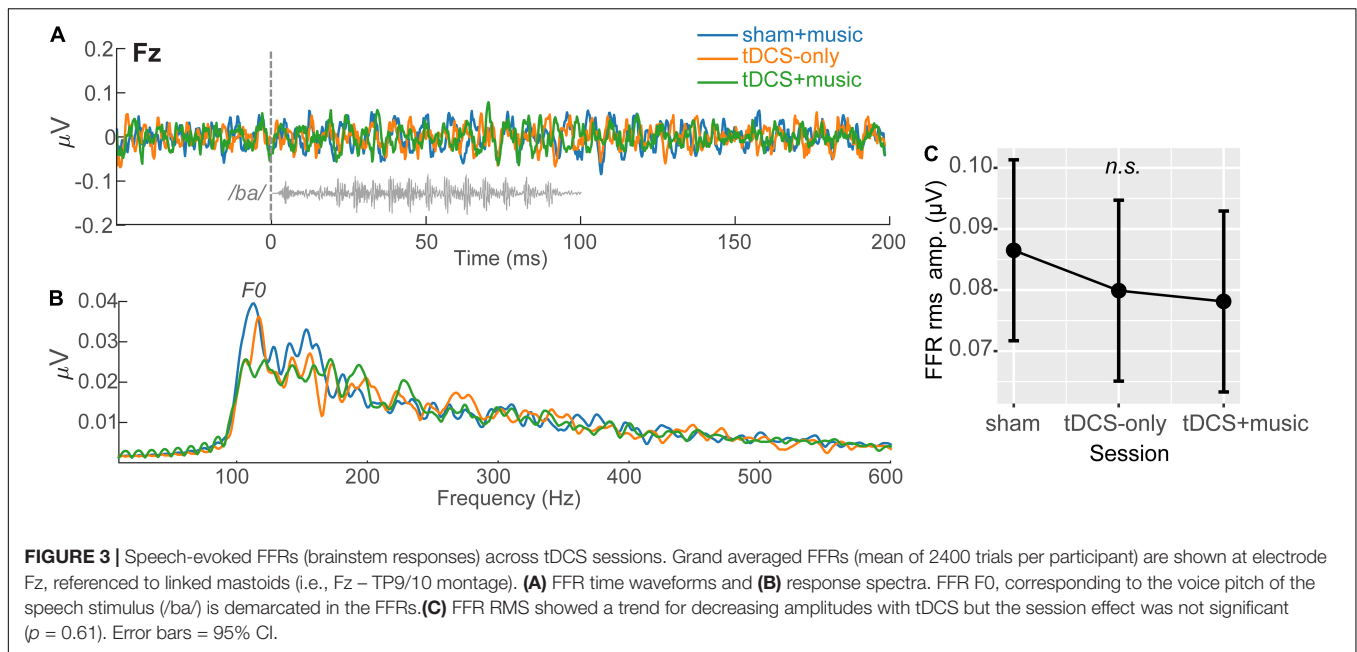 A
Fz
sham+music
tDCS-only
tDCS+music
0.2
0.1
0
-0.1
-0.2
μV
/ba/
0 50 100 150 200
Time (ms)
B
F0
0.04
0.03
0.02
0.01
μV
100 200 300 400 500 600
Frequency (Hz)
C
n.s.
0.10
0.09
0.08
0.07
FFR rms amp. (μV)
sham tDCS-only tDCS+music
Session
FIGURE 3 | Speech-evoked FFRs (brainstem responses) across tDCS sessions. Grand averaged FFRs (mean of 2400 trials per participant) are shown at electrode
Fz, referenced to linked mastoids (i.e., Fz – TP9/10 montage). (A) FFR time waveforms and (B) response spectra. FFR F0, corresponding to the voice pitch of the
speech stimulus (/ba/) is demarcated in the FFRs.(C) FFR RMS showed a trend for decreasing amplitudes with tDCS but the session effect was not significant
(p = 0.61). Error bars = 95% CI.